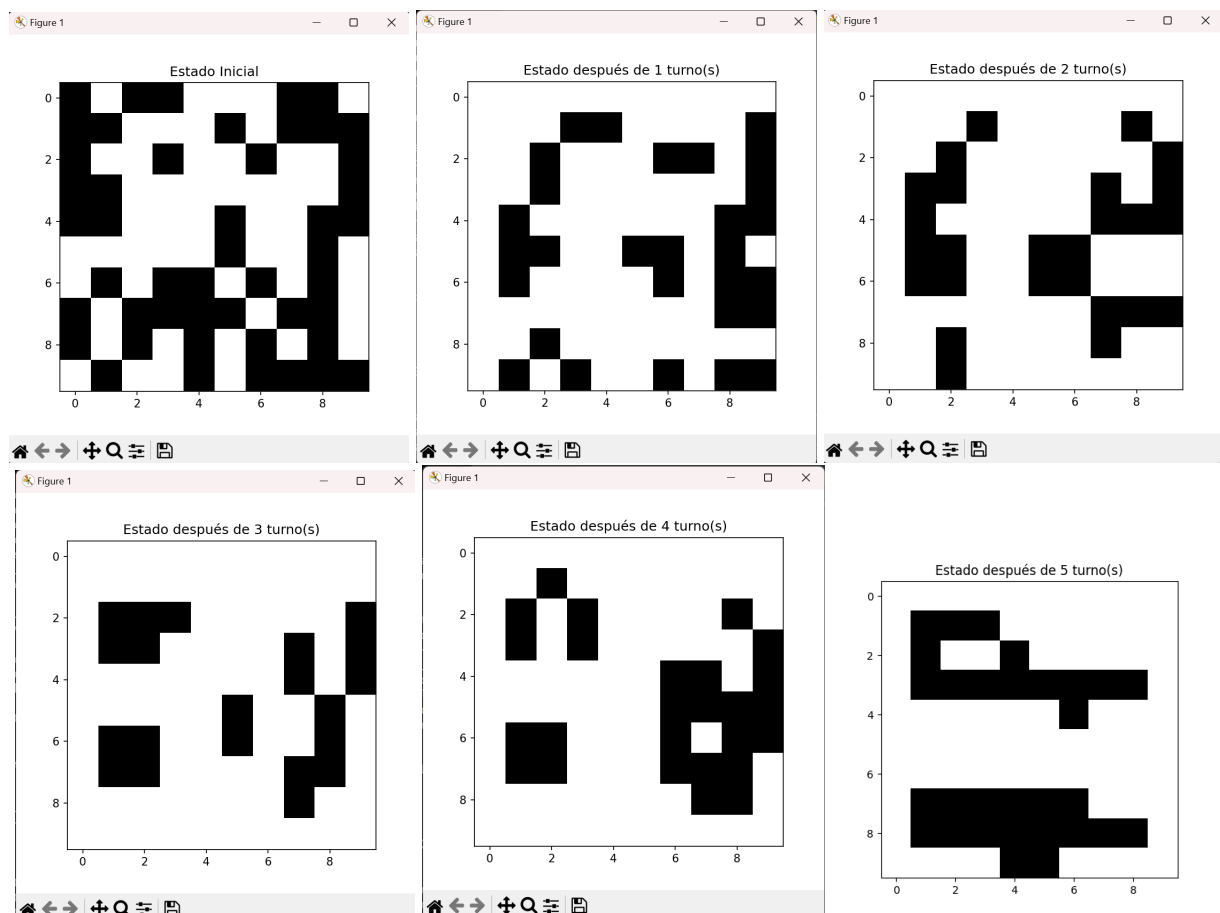 Figure 1
Estado Inicial
0
2
4
6
8
0 2 4 6 8
Figure 1
Estado después de 1 turno(s)
0
2
4
6
8
0 2 4 6 8
Figure 1
Estado después de 2 turno(s)
0
2
4
6
8
0 2 4 6 8
Figure 1
Estado después de 3 turno(s)
0
2
4
6
8
0 2 4 6 8
Figure 1
Estado después de 4 turno(s)
0
2
4
6
8
0 2 4 6 8
Estado después de 5 turno(s)
0
2
4
6
8
0 2 4 6 8